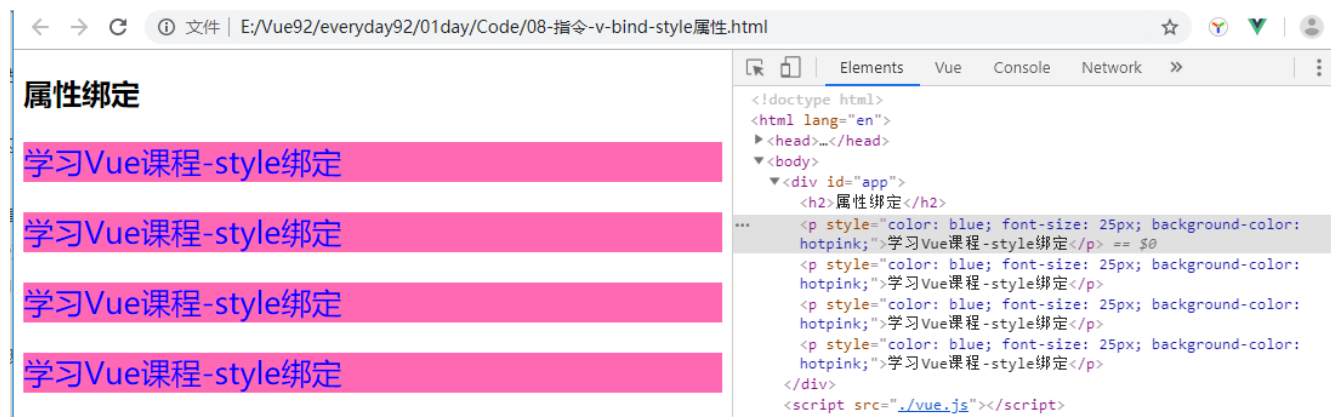 文件 E:/Vue92/everyday92/01day/Code/08-指令-v-bind-style属性.html
属性绑定
学习Vue课程-style绑定
学习Vue课程-style绑定
学习Vue课程-style绑定
学习Vue课程-style绑定
Elements Vue Console Network »
<!doctype html>
<html lang="en">
<head>…</head>
<body>
<div id="app">
<h2>属性绑定</h2>
<p style="color: blue; font-size: 25px; background-color:
hotpink;">学习Vue课程-style绑定</p> == $0
<p style="color: blue; font-size: 25px; background-color:
hotpink;">学习Vue课程-style绑定</p>
<p style="color: blue; font-size: 25px; background-color:
hotpink;">学习Vue课程-style绑定</p>
<p style="color: blue; font-size: 25px; background-color:
hotpink;">学习Vue课程-style绑定</p>
</div>
<script src="./vue.js"></script>